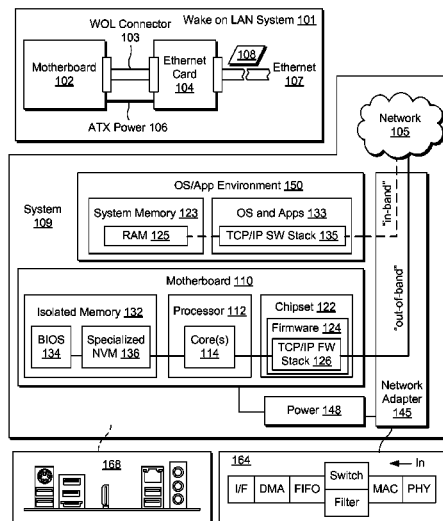 Wake on LAN System 101
WOL Connector
103
108
Motherboard
102
Ethernet
Card
104
Ethernet
107
ATX Power 106
Network
105
OS/App Environment 150
System
109
System Memory 123
RAM 125
OS and Apps 133
TCP/IP SW Stack 135
"in-band"
Motherboard 110
Isolated Memory 132
BIOS
134
Specialized
NVM 136
Processor
112
Core(s)
114
Chipset 122
Firmware 124
TCP/IP FW
Stack 126
"out-of-band"
Power 148
Network
Adapter
145
168
164
In
I/F
DMA
FIFO
Switch
Filter
MAC
PHY